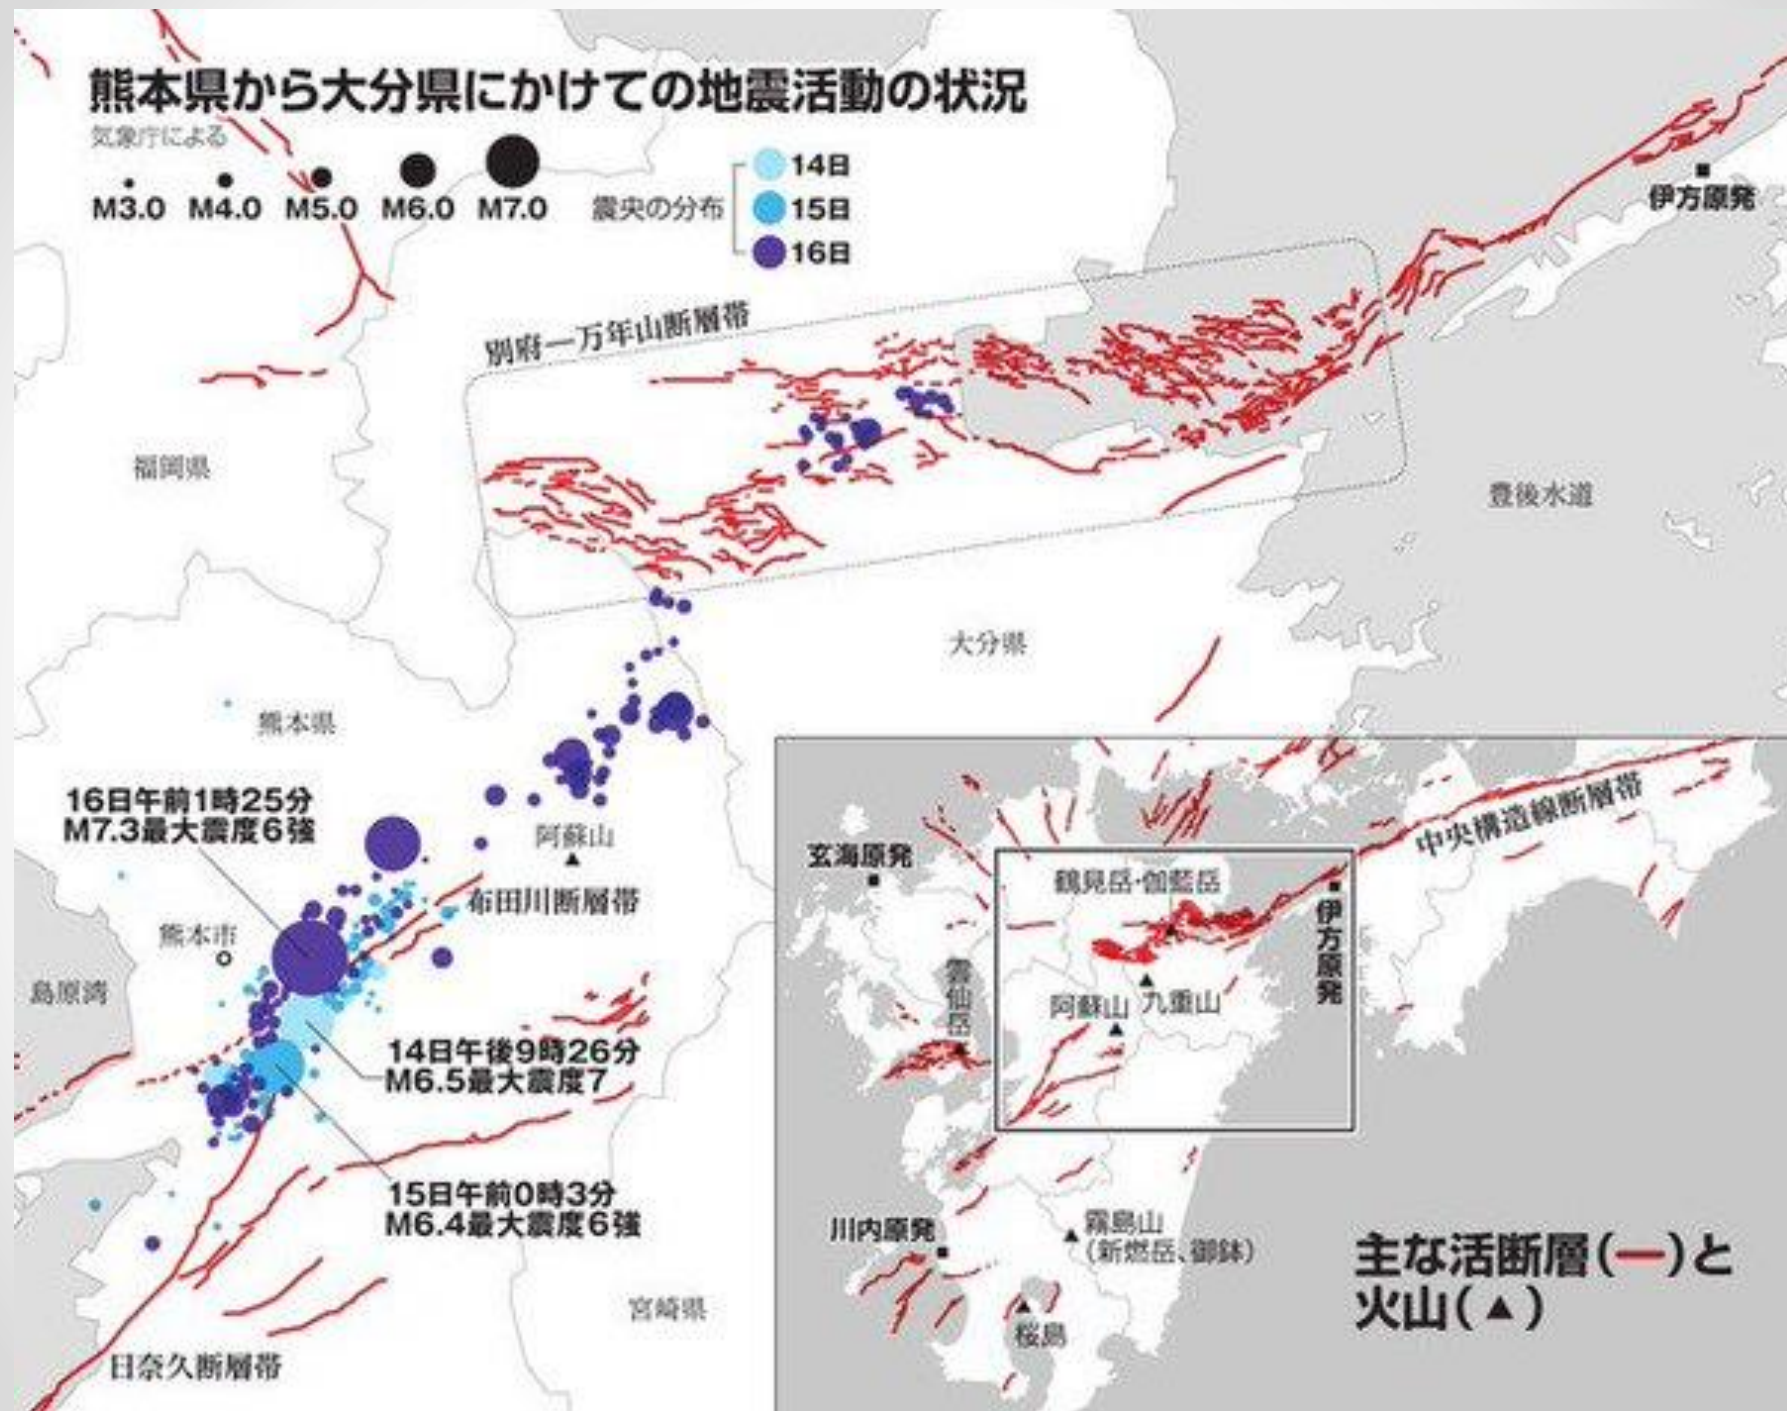 熊本県から大分県にかけての地震活動の状況
気象庁による
M3.0 M4.0 M5.0 M6.0 M7.0
震央の分布
14日
15日
16日
伊方原発
別府－万年山断層帯
福岡県
豊後水道
大分県
熊本県
16日午前1時25分
M7.3最大震度6強
阿蘇山
布田川断層帯
熊本市
島原湾
14日午後9時26分
M6.5最大震度7
15日午前0時3分
M6.4最大震度6強
宮崎県
日奈久断層帯
中央構造線断層帯
玄海原発
鶴見岳・伽藍岳
伊方原発
雲仙岳
阿蘇山
九重山
川内原発
霧島山
（新燃岳、御鉢）
桜島
主な活断層（ー）と
火山（▲）